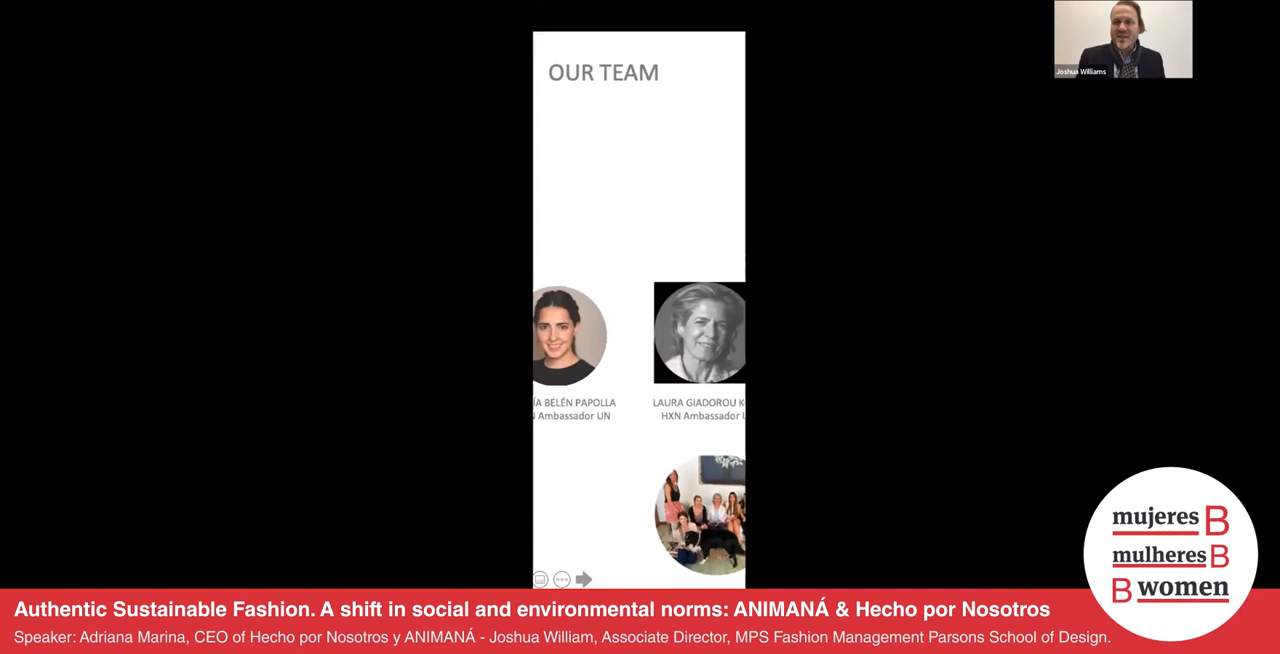 OUR TEAM
Joshua Williams
ÍA BELÉN PAPOLLA
N Ambassador UN
LAURA GIADOROU K
HXN Ambassador U
mujeres B
mulheres B
B women
Authentic Sustainable Fashion. A shift in social and environmental norms: ANIMANÁ & Hecho por Nosotros
Speaker: Adriana Marina, CEO of Hecho por Nosotros y ANIMANÁ - Joshua William, Associate Director, MPS Fashion Management Parsons School of Design.